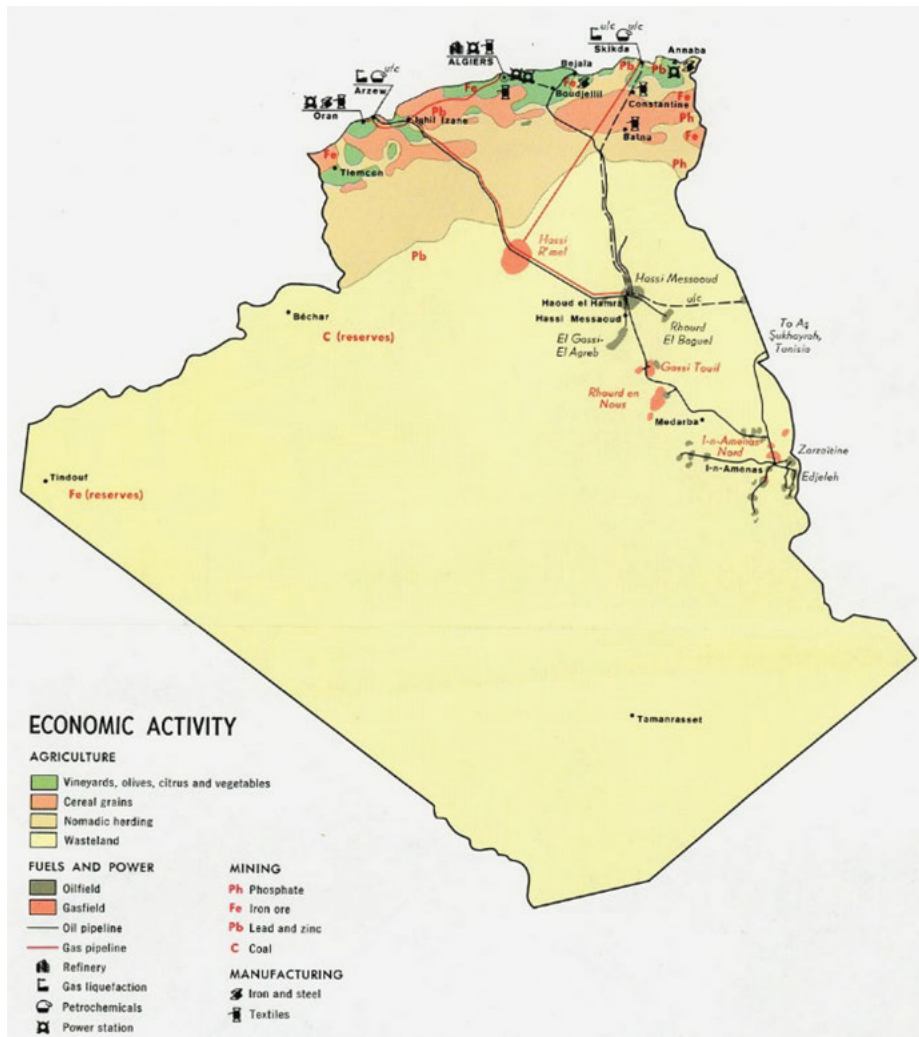 u/c u/c
Skikda
Annaba
ALGIERS
Bejaïa
u/c
Arzew
Pb
Pb
Fe
Fe
Boudjellil
Oran
Pb
Ighil Izane
Constantine
Fe
Ph
Fe
Batna
Fe
Tlemcen
Ph
Hassi
R'mel
Pb
Hassi Messaoud
Haoud el Hamra
u/c
Béchar
Hassi Messaoud
C (reserves)
El Gassi-
El Agreb
Rhourd
El Baguel
To Aş
Şukhayrah,
Tunisia
Gassi Touil
Rhourd en
Nous
Medarba
I-n-Amenas
Nord
Zarzaïtine
I-n-Amenas
Edjeleh
Tindouf
Fe (reserves)
Tamanrasset
ECONOMIC ACTIVITY
AGRICULTURE
Vineyards, olives, citrus and vegetables
Cereal grains
Nomadic herding
Wasteland
FUELS AND POWER
Oilfield
Gasfield
Oil pipeline
Gas pipeline
Refinery
Gas liquefaction
Petrochemicals
Power station
MINING
Ph Phosphate
Fe Iron ore
Pb Lead and zinc
C Coal
MANUFACTURING
Iron and steel
Textiles